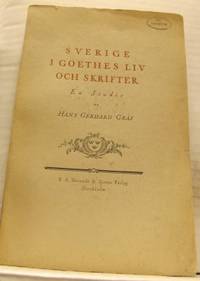 SVERIGE
I GOETHES LIV
OCH SKRIFTER
En Studie
av
HANS GERHARD GRÄF
P. A. Norstedt & Söners Förlag
Stockholm